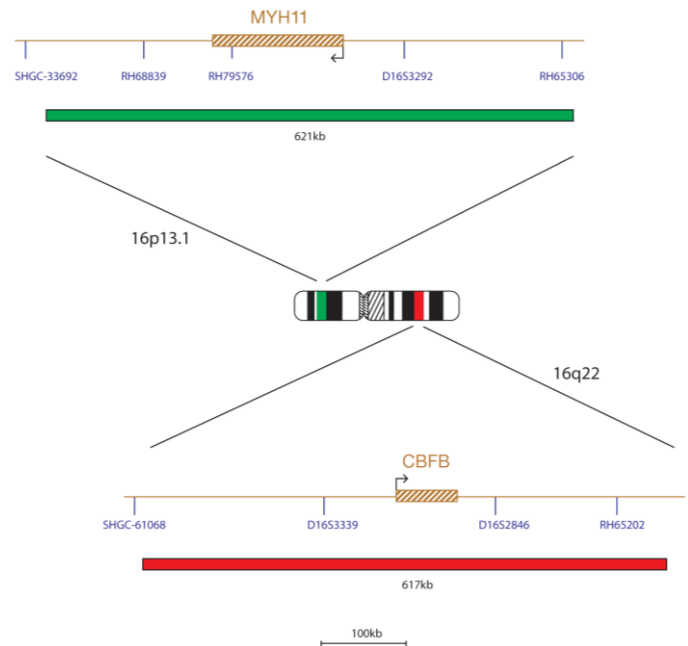 MYH11
SHGC-33692 RH68839 RH79576 D16S3292 RH65306
621kb
16p13.1
16q22
CBFB
SHGC-61068 D16S3339 D16S2846 RH65202
617kb
100kb